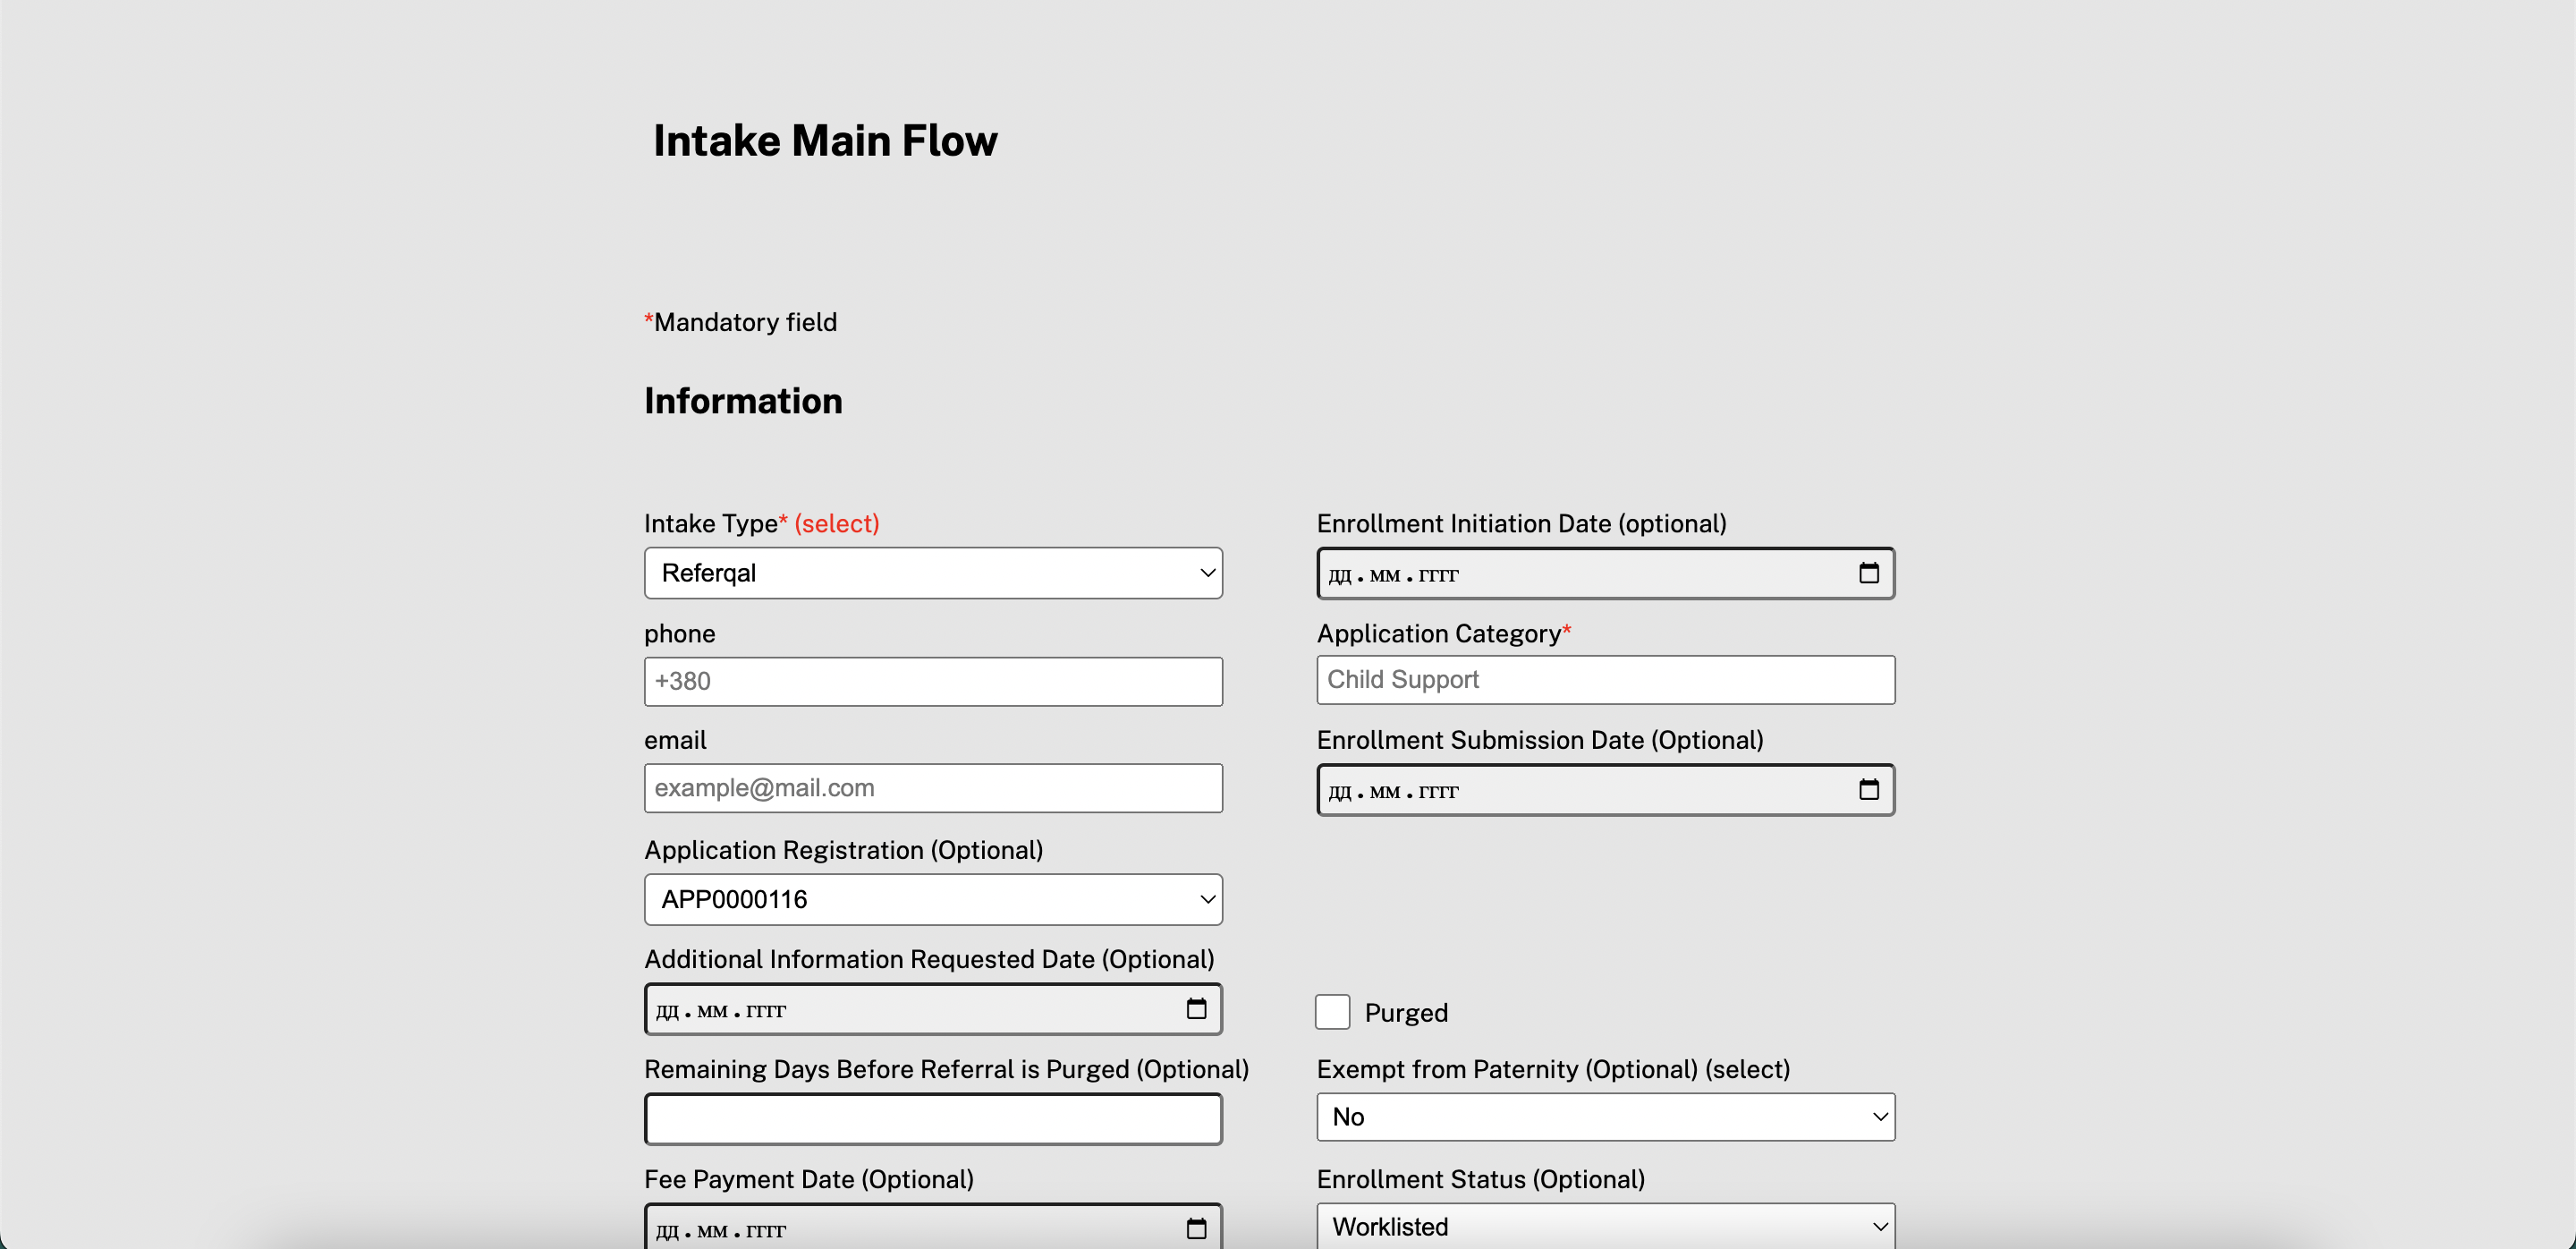 Intake Main Flow
*Mandatory field
Information
Intake Type* (select)
Enrollment Initiation Date (optional)
Referqal
дд.мм.гггг
phone
Application Category*
+380
Child Support
email
Enrollment Submission Date (Optional)
example@mail.com
дд.мм.гггг
Application Registration (Optional)
APP0000116
Additional Information Requested Date (Optional)
дд.мм.гггг
Purged
Remaining Days Before Referral is Purged (Optional)
Exempt from Paternity (Optional) (select)
No
Fee Payment Date (Optional)
Enrollment Status (Optional)
дд.мм.гггг
Worklisted